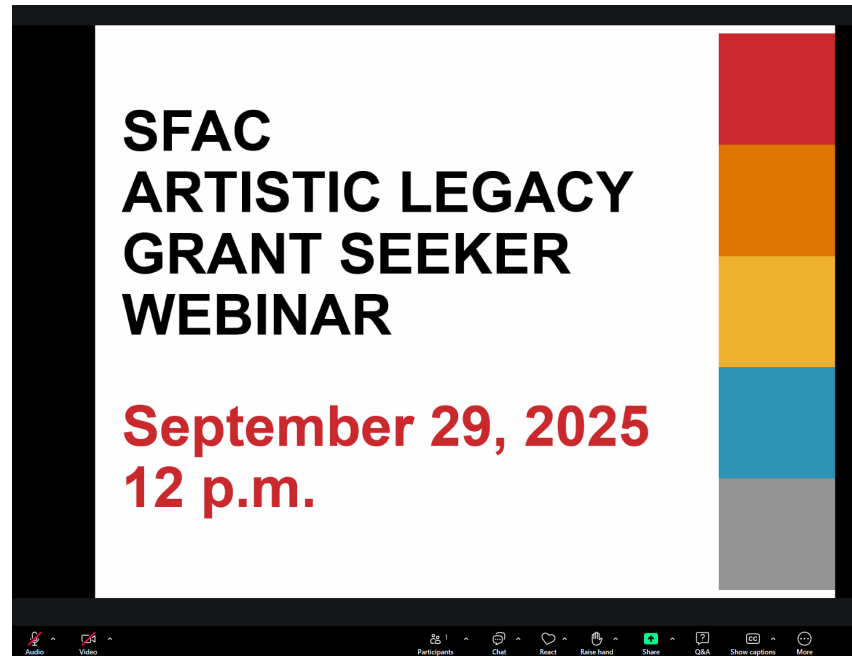 SFAC
ARTISTIC LEGACY
GRANT SEEKER
WEBINAR
September 29, 2025
12 p.m.
1
Audio
Video
Participants
Chat
React
Raise hand
Share
Q&A
CC
Show captions
More